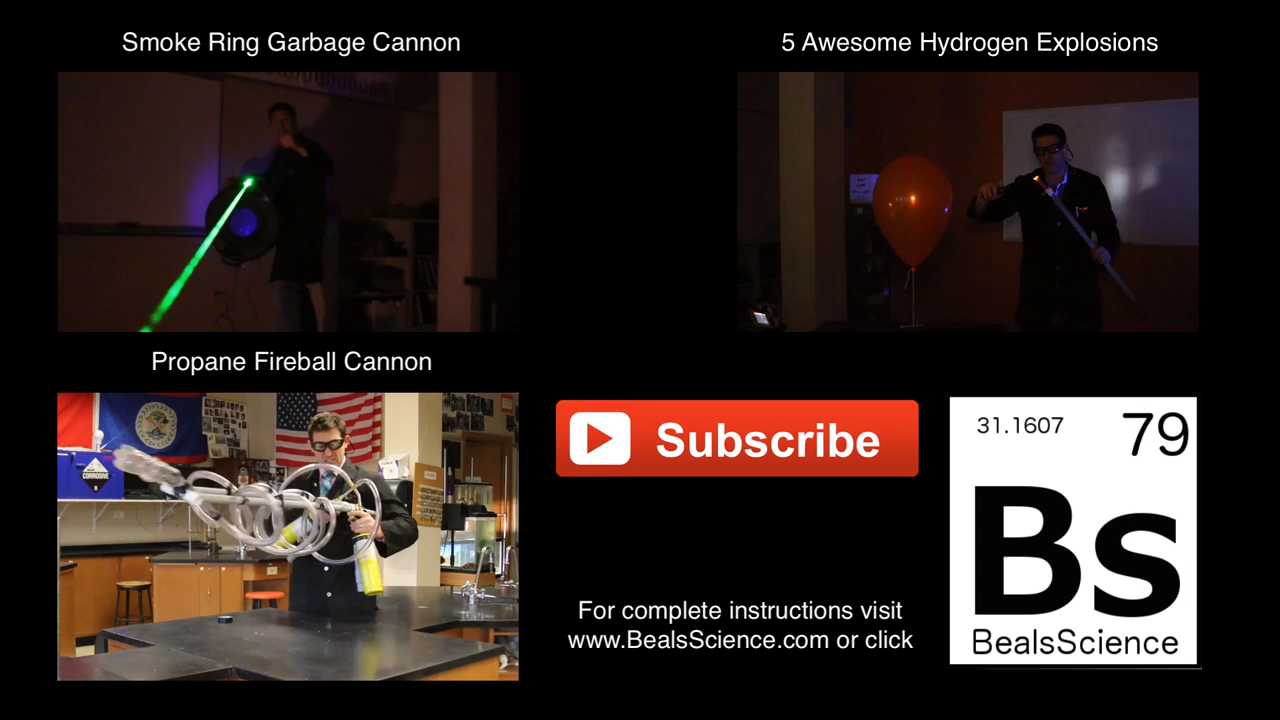 Smoke Ring Garbage Cannon
5 Awesome Hydrogen Explosions
Propane Fireball Cannon
CORROSIVE
Subscribe
31.1607
79
Bs
BealsScience
For complete instructions visit
www.BealsScience.com or click